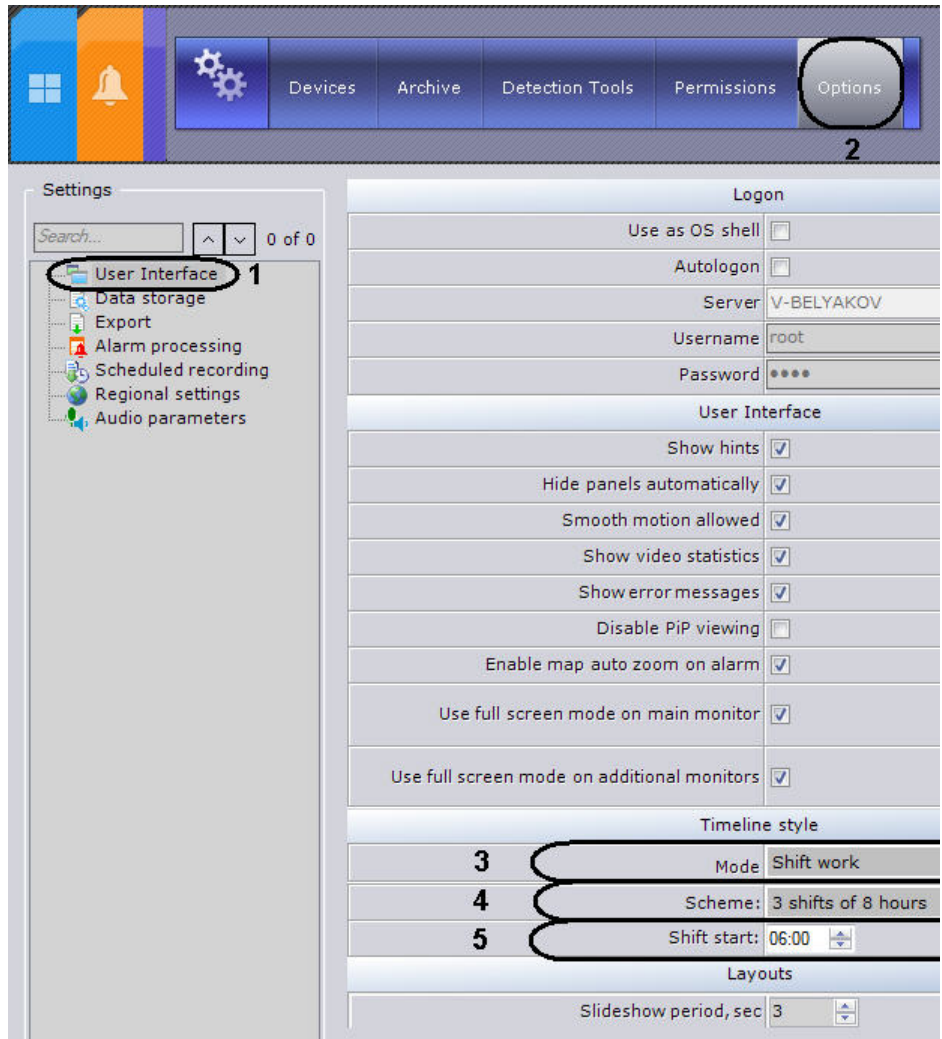 Devices Archive Detection Tools Permissions Options
2
Settings
Search... 0 of 0
User Interface 1
Data storage
Export
Alarm processing
Scheduled recording
Regional settings
Audio parameters
Logon
Use as OS shell
Autologon
Server V-BELYAKOV
Username root
Password ●●●●
User Interface
Show hints
Hide panels automatically
Smooth motion allowed
Show video statistics
Show error messages
Disable PiP viewing
Enable map auto zoom on alarm
Use full screen mode on main monitor
Use full screen mode on additional monitors
Timeline style
3 Mode Shift work
4 Scheme: 3 shifts of 8 hours
5 Shift start: 06:00
Layouts
Slideshow period, sec 3